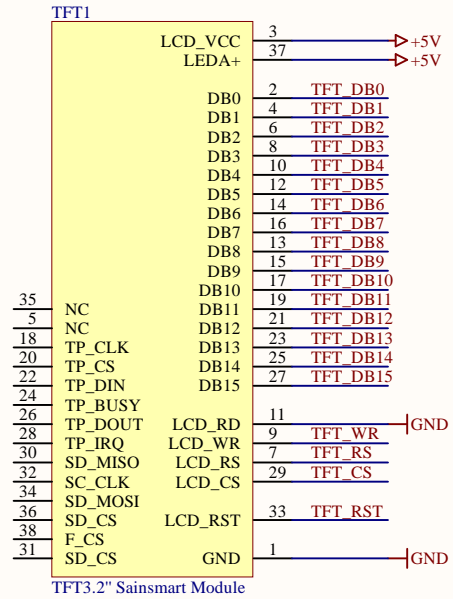 TFT1
LCD_VCC 3 +5V
LEDA+ 37 +5V
DB0 2 TFT_DB0
DB1 4 TFT_DB1
DB2 6 TFT_DB2
DB3 8 TFT_DB3
DB4 10 TFT_DB4
DB5 12 TFT_DB5
DB6 14 TFT_DB6
DB7 16 TFT_DB7
DB8 13 TFT_DB8
DB9 15 TFT_DB9
DB10 17 TFT_DB10
35 NC DB11 19 TFT_DB11
5 NC DB12 21 TFT_DB12
18 TP_CLK DB13 23 TFT_DB13
20 TP_CS DB14 25 TFT_DB14
22 TP_DIN DB15 27 TFT_DB15
24 TP_BUSY
26 TP_DOUT LCD_RD 11 GND
28 TP_IRQ LCD_WR 9 TFT_WR
30 SD_MISO LCD_RS 7 TFT_RS
32 SC_CLK LCD_CS 29 TFT_CS
34 SD_MOSI
36 SD_CS LCD_RST 33 TFT_RST
38 F_CS
31 SD_CS GND 1 GND
TFT3.2" Sainsmart Module